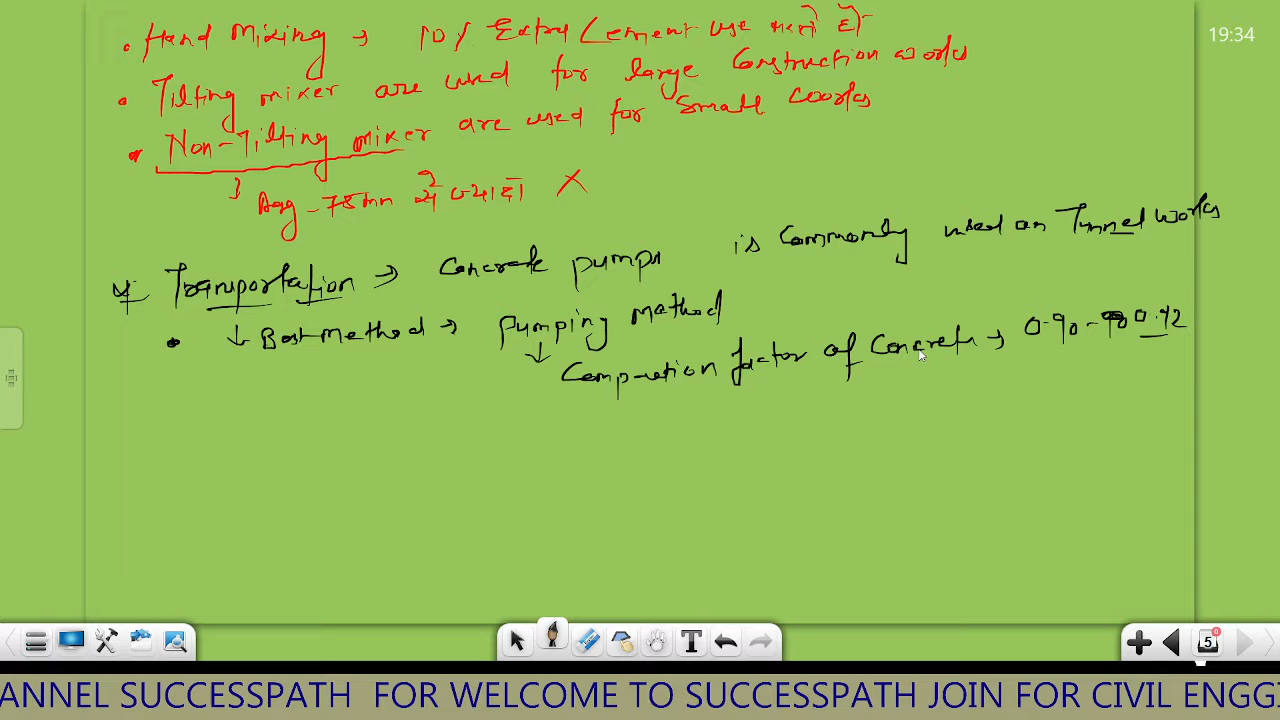 • Hand Mixing → 10% Extra Cement use करते है
19:34
• Tilting mixer are used for large Construction works
• Non-Tilting mixer are used for Small works
Agg - 75mm से ज्यादा X
* Transportation → Concrete pumps is Commonly used on Tunnel works
• ↓ Best Method → Pumping Method
↓ Compaction factor of Concrete → 0.90 - 0.92
T
5
ANNEL SUCCESSPATH FOR WELCOME TO SUCCESSPATH JOIN FOR CIVIL ENGG